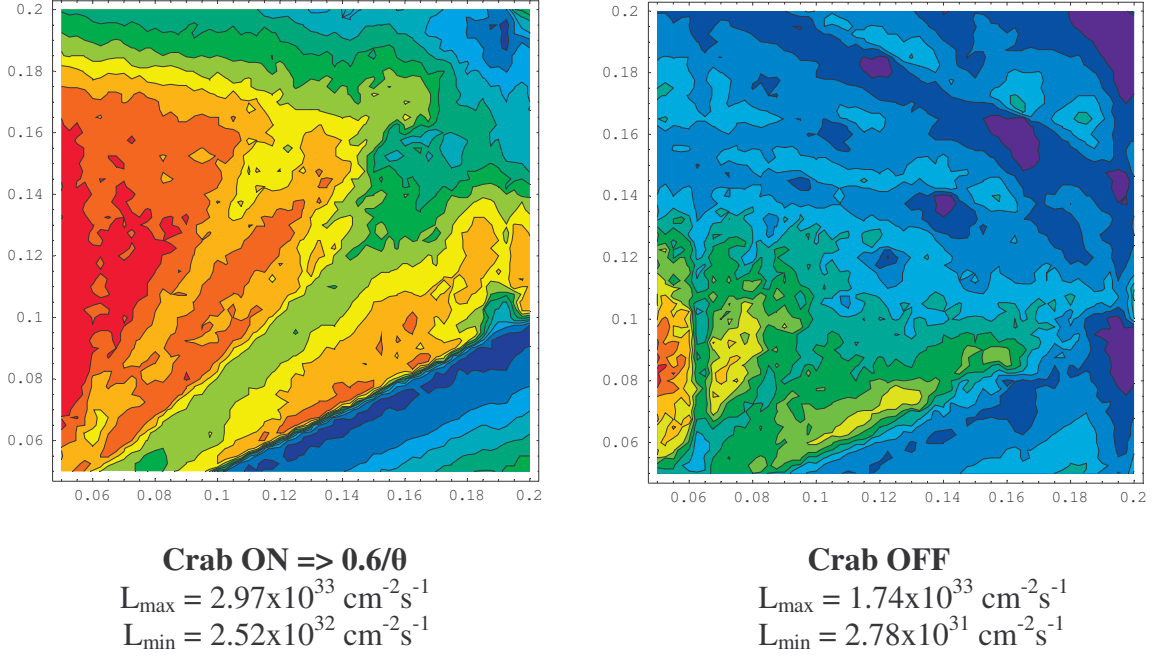 0.2
0.18
0.16
0.14
0.12
0.1
0.08
0.06
0.06 0.08 0.1 0.12 0.14 0.16 0.18 0.2
Crab ON => 0.6/θ
L_max = 2.97x10^33 cm^-2s^-1
L_min = 2.52x10^32 cm^-2s^-1
0.2
0.18
0.16
0.14
0.12
0.1
0.08
0.06
0.06 0.08 0.1 0.12 0.14 0.16 0.18 0.2
Crab OFF
L_max = 1.74x10^33 cm^-2s^-1
L_min = 2.78x10^31 cm^-2s^-1